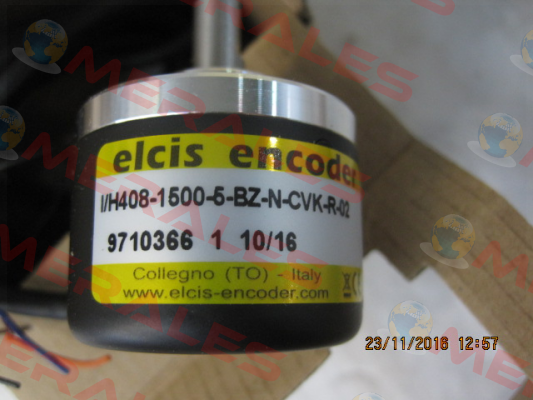 elcis encoder
I/H408-1500-5-BZ-N-CVK-R-02
9710366 1 10/16
Collegno (TO) - Italy
www.elcis-encoder.com
23/11/2016 12:57
MERALES